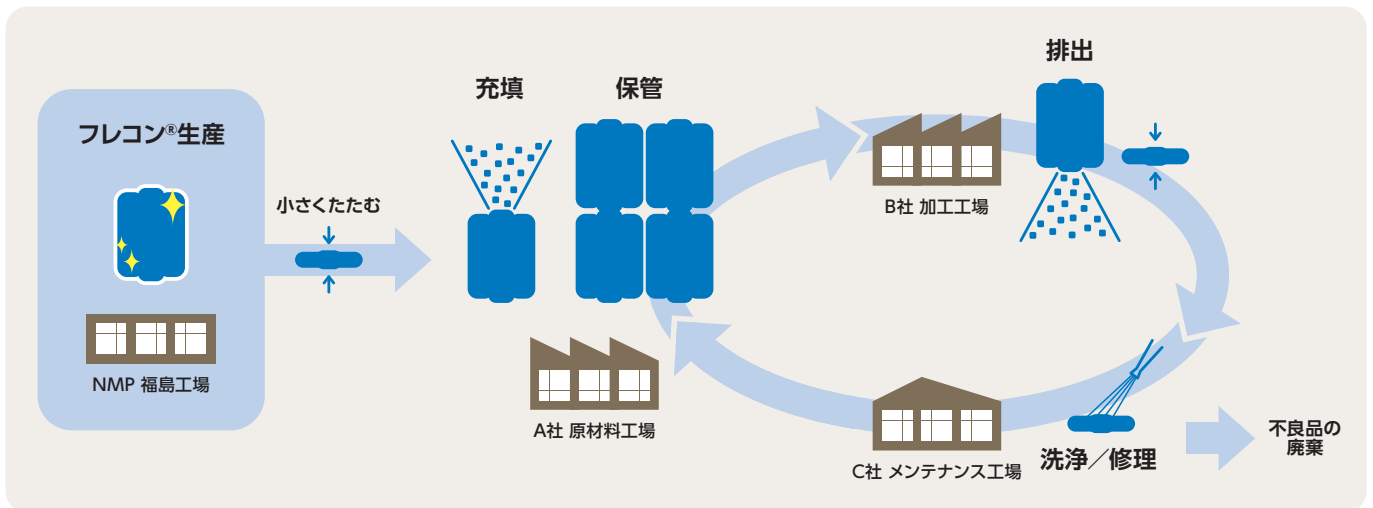 フレコン®生産
NMP 福島工場
小さくたたむ
充填
保管
A社 原材料工場
B社 加工工場
排出
C社 メンテナンス工場
洗浄／修理
不良品の
廃棄